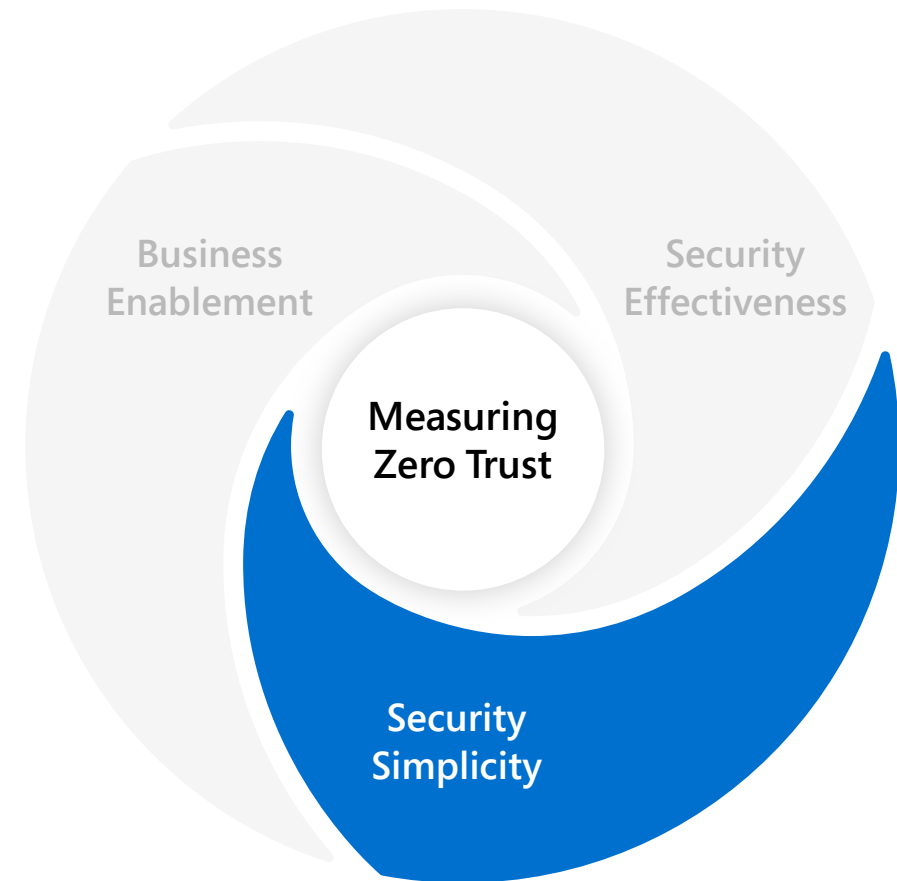 Business
Enablement
Security
Effectiveness
Measuring
Zero Trust
Security
Simplicity